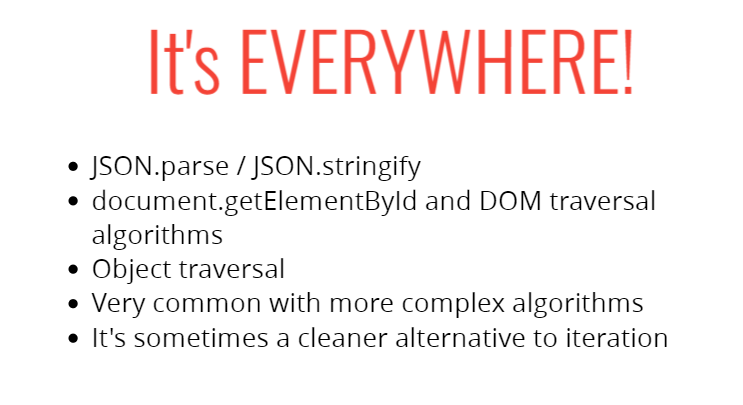 It's EVERYWHERE!
• JSON.parse / JSON.stringify
• document.getElementById and DOM traversal
algorithms
• Object traversal
• Very common with more complex algorithms
• It's sometimes a cleaner alternative to iteration